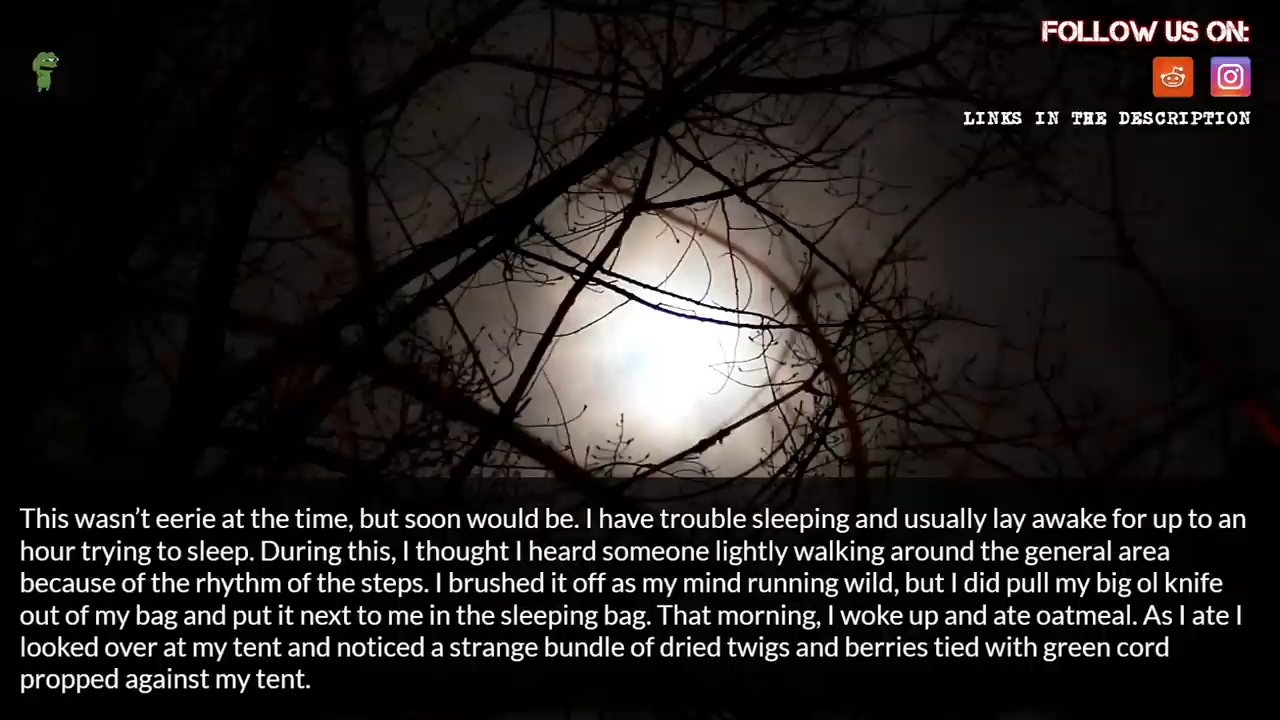 FOLLOW US ON:
LINKS IN THE DESCRIPTION
This wasn’t eerie at the time, but soon would be. I have trouble sleeping and usually lay awake for up to an
hour trying to sleep. During this, I thought I heard someone lightly walking around the general area
because of the rhythm of the steps. I brushed it off as my mind running wild, but I did pull my big ol knife
out of my bag and put it next to me in the sleeping bag. That morning, I woke up and ate oatmeal. As I ate I
looked over at my tent and noticed a strange bundle of dried twigs and berries tied with green cord
propped against my tent.